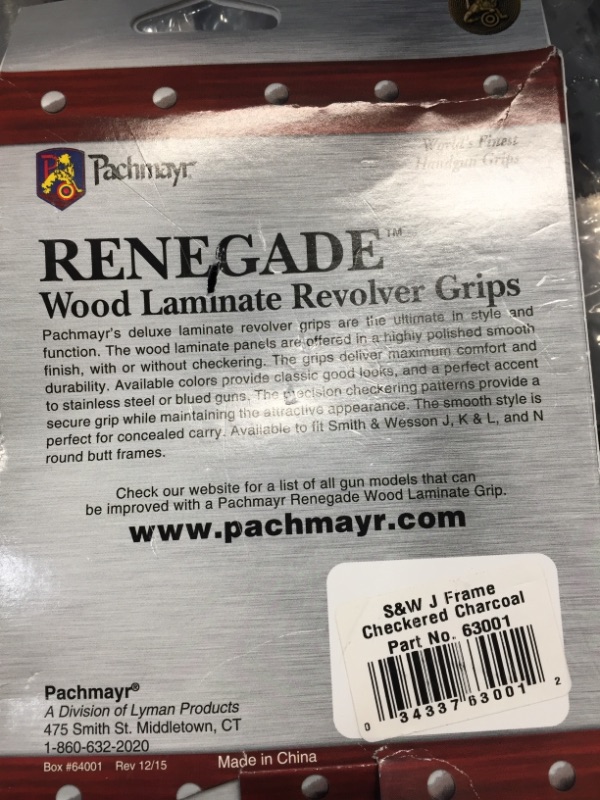 Pachmayr
World's Finest
Handgun Grips
RENEGADE™
Wood Laminate Revolver Grips
Pachmayr's deluxe laminate revolver grips are the ultimate in style and
function. The wood laminate panels are offered in a highly polished smooth
finish, with or without checkering. The grips deliver maximum comfort and
durability. Available colors provide classic good looks, and a perfect accent
to stainless steel or blued guns. The precision checkering patterns provide a
secure grip while maintaining the attractive appearance. The smooth style is
perfect for concealed carry. Available to fit Smith & Wesson J, K & L, and N
round butt frames.
Check our website for a list of all gun models that can
be improved with a Pachmayr Renegade Wood Laminate Grip.
www.pachmayr.com
S&W J Frame
Checkered Charcoal
Part No. 63001
0 34337 63001 2
Pachmayr®
A Division of Lyman Products
475 Smith St. Middletown, CT
1-860-632-2020
Box #64001 Rev 12/15
Made in China